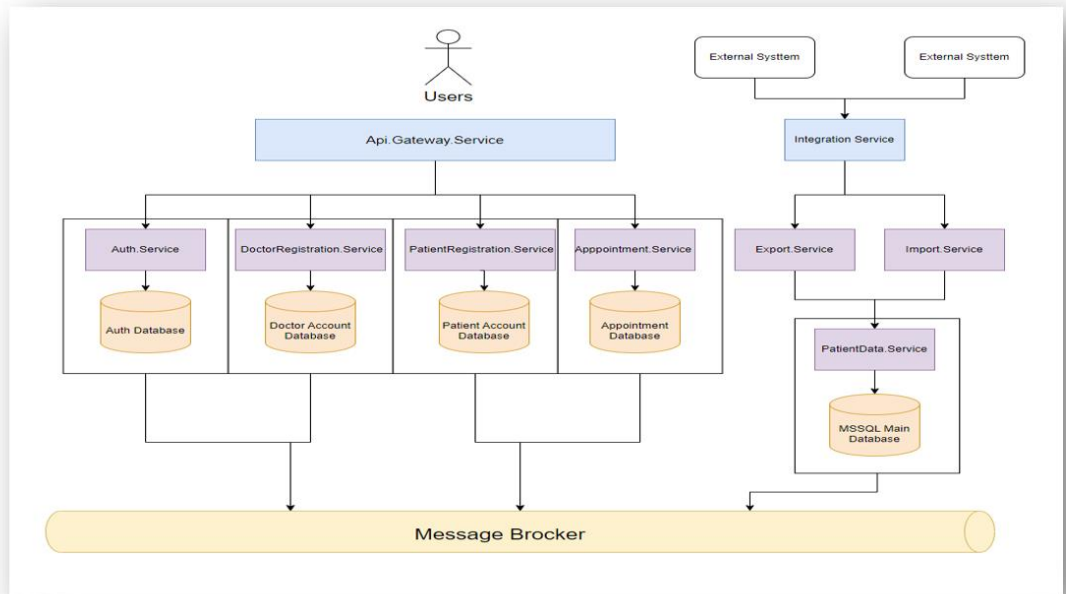 External Systtem
External Systtem
Users
Api.Gateway.Service
Integration Service
Auth.Service
DoctorRegistration.Service
PatientRegistration.Service
Apppointment.Service
Export.Service
Import.Service
Auth Database
Doctor Account
Database
Patient Account
Database
Appointment
Database
PatientData.Service
MSSQL Main
Database
Message Brocker